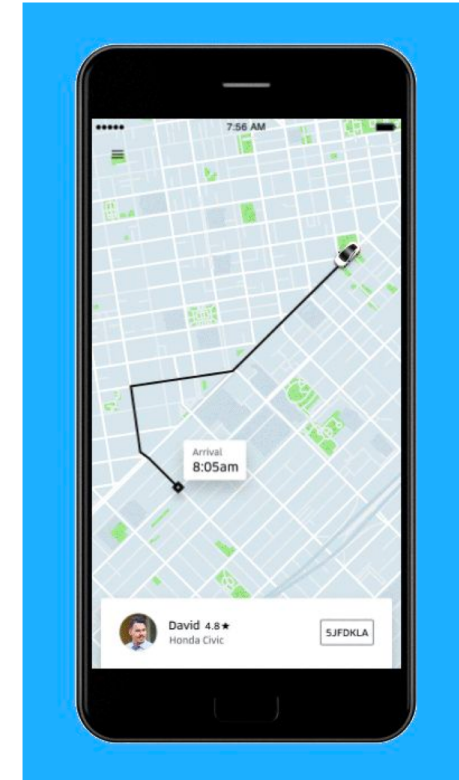 7:56 AM
Arrival
8:05am
David 4.8★
Honda Civic
5JFDKLA